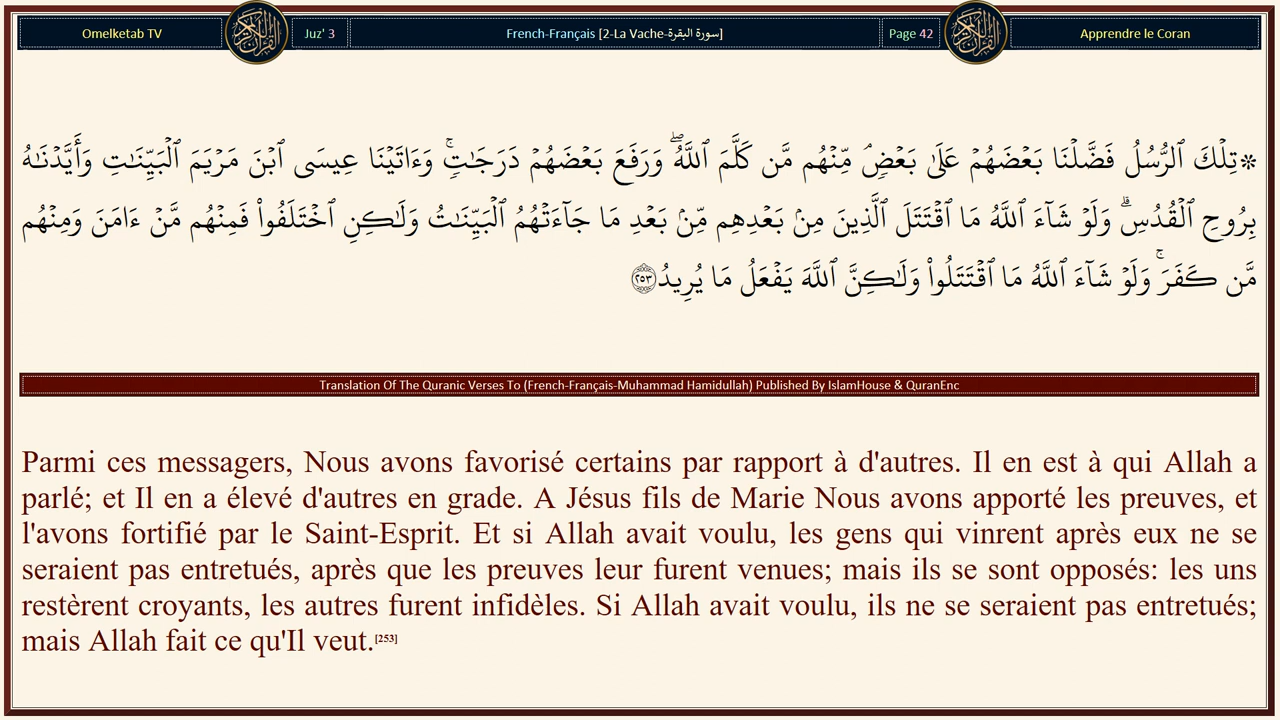 Omelketab TV
Juz' 3
French-Français [2-La Vache-سورة البقرة]
Page 42
Apprendre le Coran
۞تِلۡكَ ٱلرُّسُلُ فَضَّلۡنَا بَعۡضَهُمۡ عَلَىٰ بَعۡضٖۘ مِّنۡهُم مَّن كَلَّمَ ٱللَّهُۖ وَرَفَعَ بَعۡضَهُمۡ دَرَجَٰتٖۚ وَءَاتَيۡنَا عِيسَى ٱبۡنَ مَرۡيَمَ ٱلۡبَيِّنَٰتِ وَأَيَّدۡنَٰهُ
بِرُوحِ ٱلۡقُدُسِۗ وَلَوۡ شَآءَ ٱللَّهُ مَا ٱقۡتَتَلَ ٱلَّذِينَ مِنۢ بَعۡدِهِم مِّنۢ بَعۡدِ مَا جَآءَتۡهُمُ ٱلۡبَيِّنَٰتُ وَلَٰكِنِ ٱخۡتَلَفُواْ فَمِنۡهُم مَّنۡ ءَامَنَ وَمِنۡهُم
مَّن كَفَرَۚ وَلَوۡ شَآءَ ٱللَّهُ مَا ٱقۡتَتَلُواْ وَلَٰكِنَّ ٱللَّهَ يَفۡعَلُ مَا يُرِيدُ ٢٥٣
Translation Of The Quranic Verses To (French-Français-Muhammad Hamidullah) Published By IslamHouse & QuranEnc
Parmi ces messagers, Nous avons favorisé certains par rapport à d'autres. Il en est à qui Allah a
parlé; et Il en a élevé d'autres en grade. A Jésus fils de Marie Nous avons apporté les preuves, et
l'avons fortifié par le Saint-Esprit. Et si Allah avait voulu, les gens qui vinrent après eux ne se
seraient pas entretués, après que les preuves leur furent venues; mais ils se sont opposés: les uns
restèrent croyants, les autres furent infidèles. Si Allah avait voulu, ils ne se seraient pas entretués;
mais Allah fait ce qu'Il veut.[253]